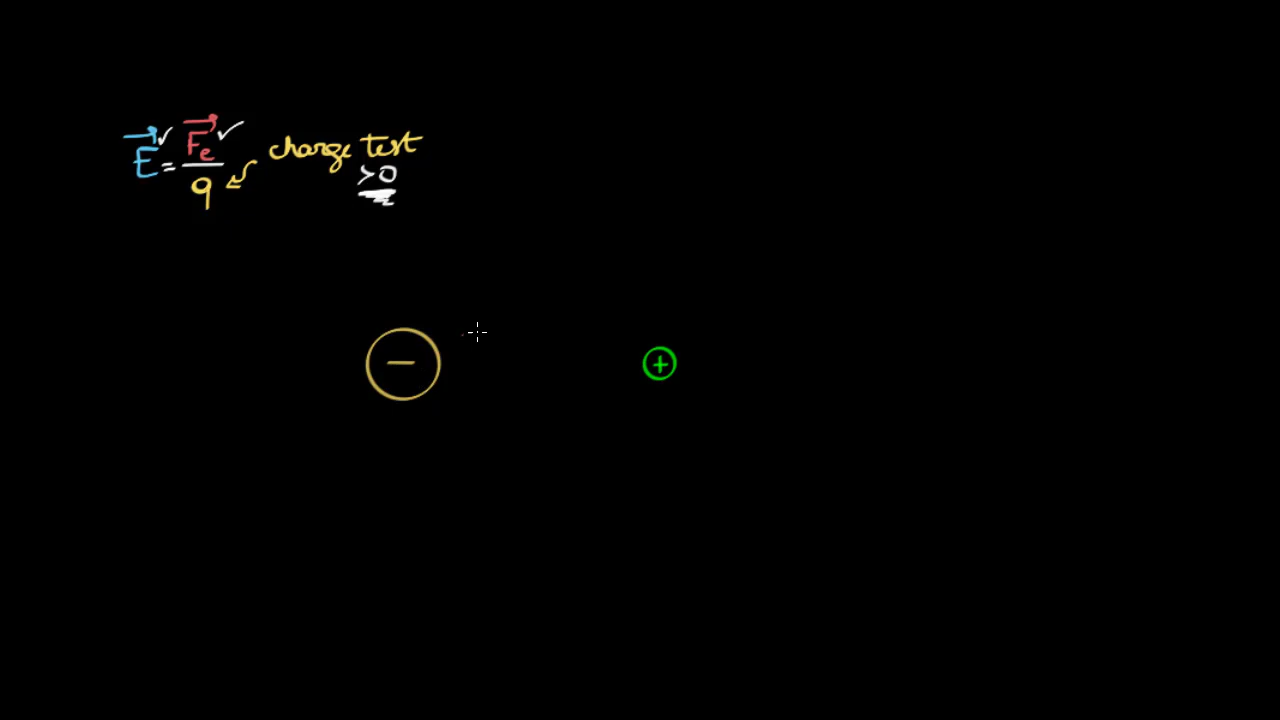 E = Fe / q charge test
> 0
−
+